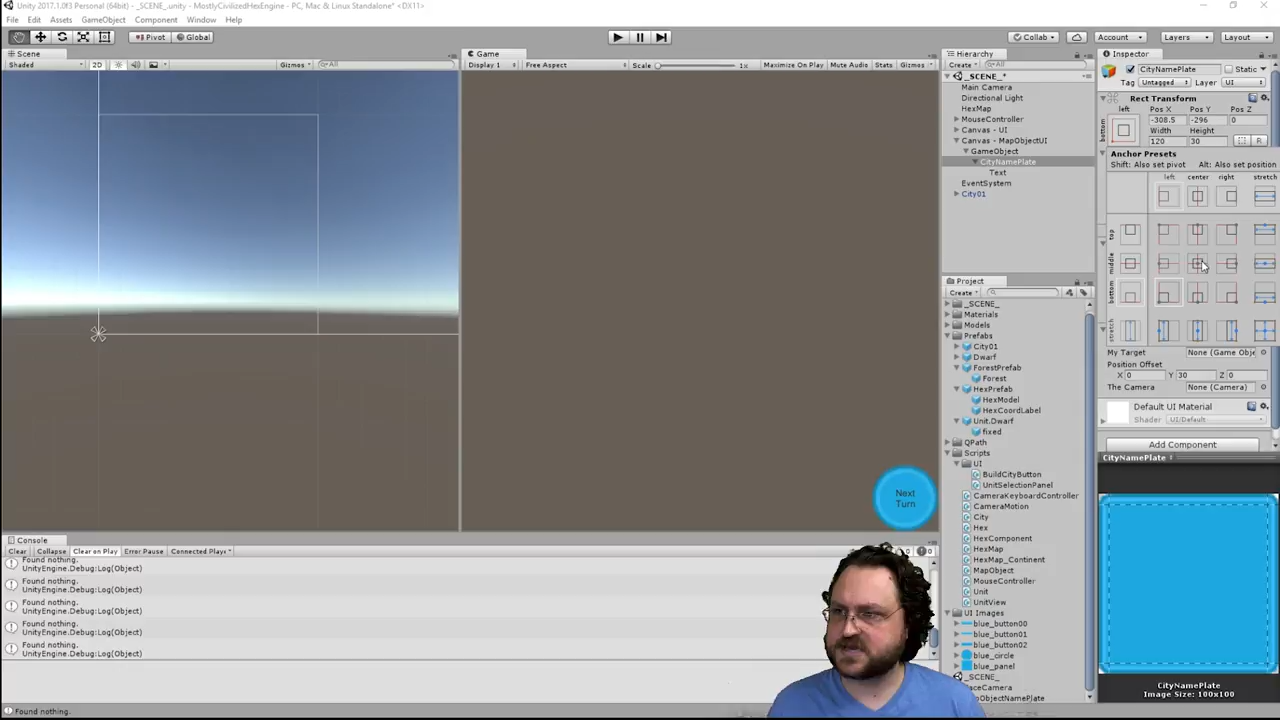 Unity 2017.1.0f3 Personal (64bit) - _SCENE_.unity - MostlyCivilizedHexEngine - PC, Mac & Linux Standalone* <DX11>
File Edit Assets GameObject Component Window Help
Pivot Global Collab Account Layers Layout
Scene
Shaded 2D Gizmos All
Game
Display 1 Free Aspect Scale 1x Maximize On Play Mute Audio Stats Gizmos
Next
Turn
Hierarchy
Create All
_SCENE_*
Main Camera
Directional Light
HexMap
MouseController
Canvas - UI
Canvas - MapObjectUI
GameObject
CityNamePlate
Text
EventSystem
City01
Project
Create
_SCENE_
Materials
Models
Prefabs
City01
Dwarf
ForestPrefab
Forest
HexPrefab
HexModel
HexCoordLabel
Unit.Dwarf
fixed
QPath
Scripts
UI
BuildCityButton
UnitSelectionPanel
CameraKeyboardController
CameraMotion
City
Hex
HexComponent
HexMap
HexMap_Continent
MapObject
MouseController
Unit
UnitView
UI Images
blue_button00
blue_button01
blue_button02
blue_circle
blue_panel
_SCENE_
Inspector
CityNamePlate Static
Tag Untagged Layer UI
Rect Transform
left Pos X Pos Y Pos Z
bottom -308.5 -296 0
Width Height
120 30 R
Anchor Presets
Shift: Also set pivot Alt: Also set position
left center right stretch
top
middle
bottom
stretch
My Target None (Game Obje
Position Offset
X 0 Y 30 Z 0
The Camera None (Camera)
Default UI Material
Shader UI/Default
Add Component
CityNamePlate
CityNamePlate
Image Size: 100x100
Console
Clear Collapse Clear on Play Error Pause Connected Playe
Found nothing.
UnityEngine.Debug:Log(Object)
Found nothing.
UnityEngine.Debug:Log(Object)
Found nothing.
UnityEngine.Debug:Log(Object)
Found nothing.
UnityEngine.Debug:Log(Object)
Found nothing.
UnityEngine.Debug:Log(Object)
Found nothing.